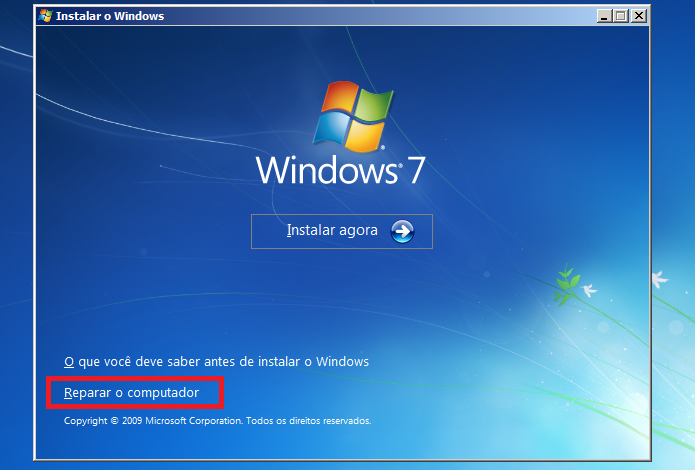 Instalar o Windows
Windows® 7
Instalar agora
O que você deve saber antes de instalar o Windows
Reparar o computador
Copyright © 2009 Microsoft Corporation. Todos os direitos reservados.